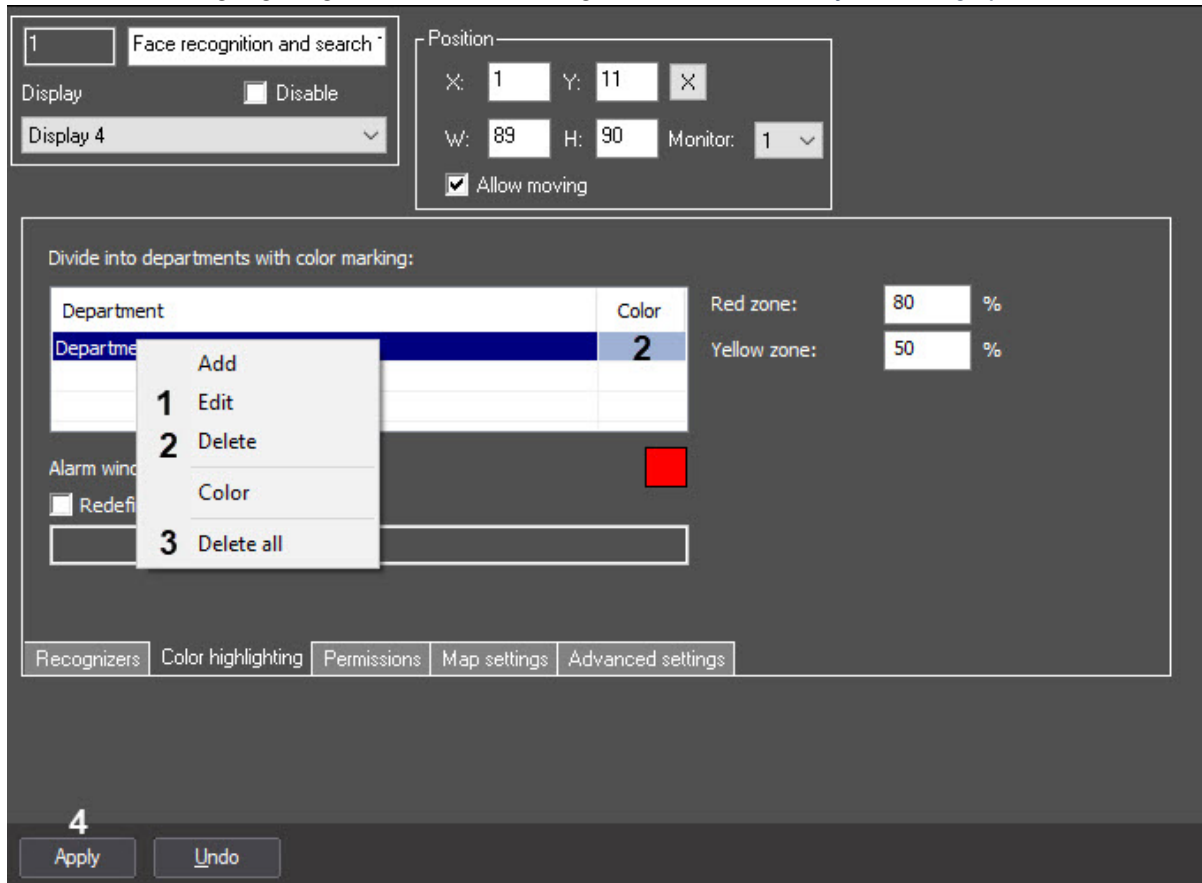 1
Face recognition and search
Display
Disable
Display 4
Position
X: 1 Y: 11 X
W: 89 H: 90 Monitor: 1
Allow moving
Divide into departments with color marking:
Department Color
Departme 2
Add
1 Edit
2 Delete
Color
3 Delete all
Alarm wind
Redefi
Red zone: 80 %
Yellow zone: 50 %
Recognizers Color highlighting Permissions Map settings Advanced settings
4
Apply Undo